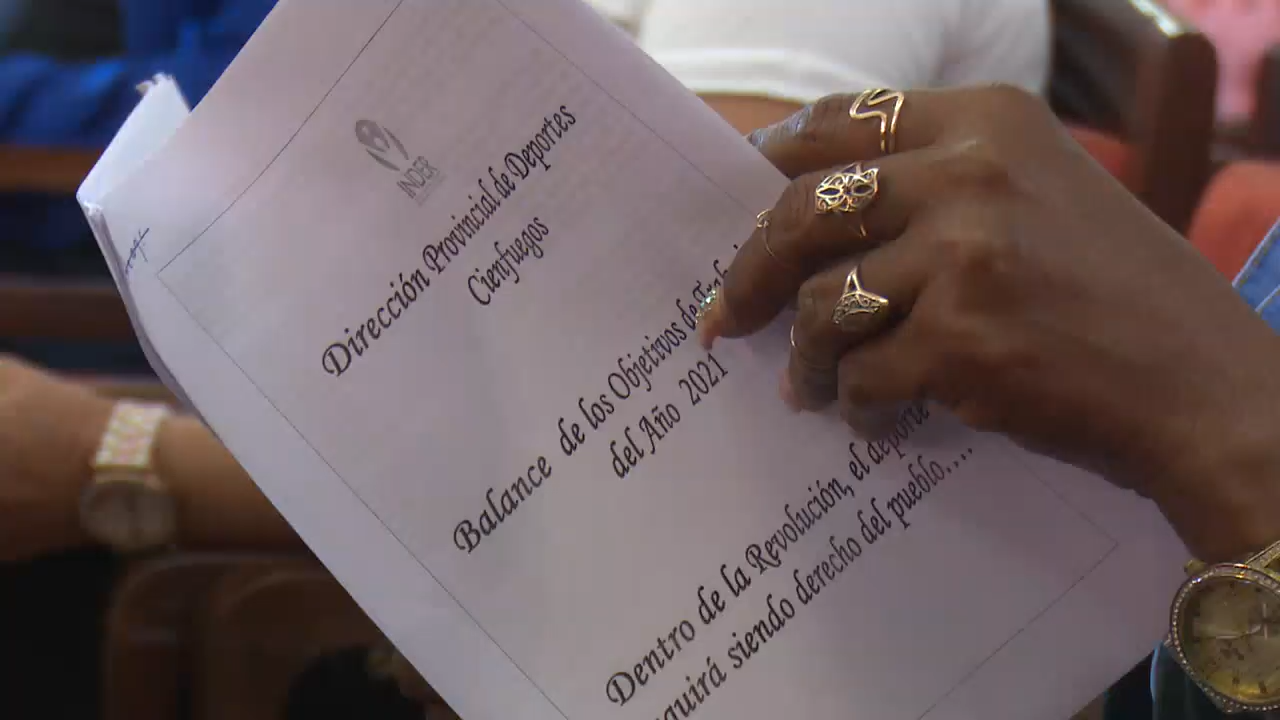 INDER
Dirección Provincial de Deportes
Cienfuegos
Balance de los Objetivos de
del Año 2021
Dentro de la Revolución, el deporte
siendo derecho del pueblo....